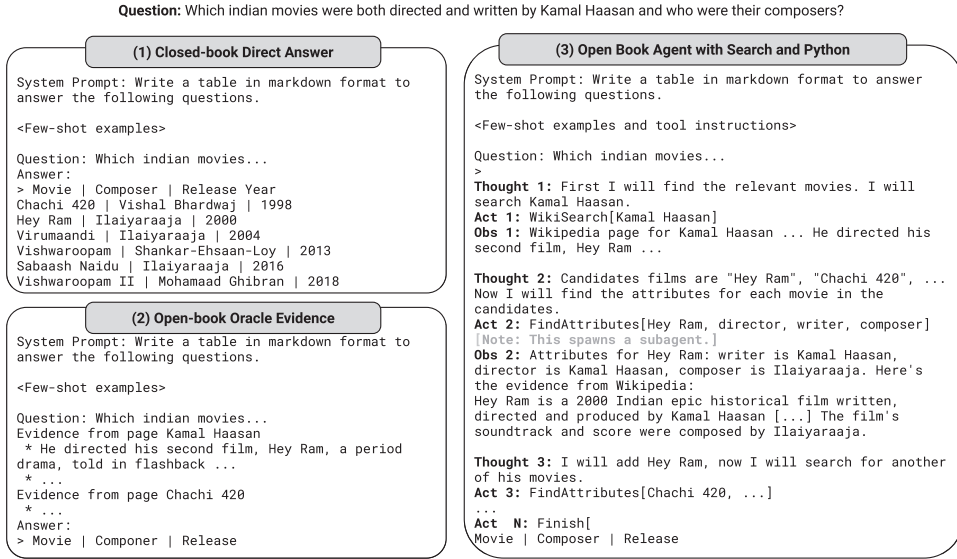 Question: Which indian movies were both directed and written by Kamal Haasan and who were their composers?
(1) Closed-book Direct Answer
System Prompt: Write a table in markdown format to
answer the following questions.
<Few-shot examples>
Question: Which indian movies...
Answer:
> Movie | Composer | Release Year
Chachi 420 | Vishal Bhardwaj | 1998
Hey Ram | Ilaiyaraaja | 2000
Virumaandi | Ilaiyaraaja | 2004
Vishwaroopam | Shankar-Ehsaan-Loy | 2013
Sabaash Naidu | Ilaiyaraaja | 2016
Vishwaroopam II | Mohamaad Ghibran | 2018
(2) Open-book Oracle Evidence
System Prompt: Write a table in markdown format to
answer the following questions.
<Few-shot examples>
Question: Which indian movies...
Evidence from page Kamal Haasan
* He directed his second film, Hey Ram, a period
drama, told in flashback ...
* ...
Evidence from page Chachi 420
* ...
Answer:
> Movie | Componer | Release
(3) Open Book Agent with Search and Python
System Prompt: Write a table in markdown format to answer
the following questions.
<Few-shot examples and tool instructions>
Question: Which indian movies...
>
Thought 1: First I will find the relevant movies. I will
search Kamal Haasan.
Act 1: WikiSearch[Kamal Haasan]
Obs 1: Wikipedia page for Kamal Haasan ... He directed his
second film, Hey Ram ...
Thought 2: Candidates films are "Hey Ram", "Chachi 420", ...
Now I will find the attributes for each movie in the
candidates.
Act 2: FindAttributes[Hey Ram, director, writer, composer]
[Note: This spawns a subagent.]
Obs 2: Attributes for Hey Ram: writer is Kamal Haasan,
director is Kamal Haasan, composer is Ilaiyaraaja. Here's
the evidence from Wikipedia:
Hey Ram is a 2000 Indian epic historical film written,
directed and produced by Kamal Haasan [...] The film's
soundtrack and score were composed by Ilaiyaraaja.
Thought 3: I will add Hey Ram, now I will search for another
of his movies.
Act 3: FindAttributes[Chachi 420, ...]
...
Act N: Finish[
Movie | Composer | Release